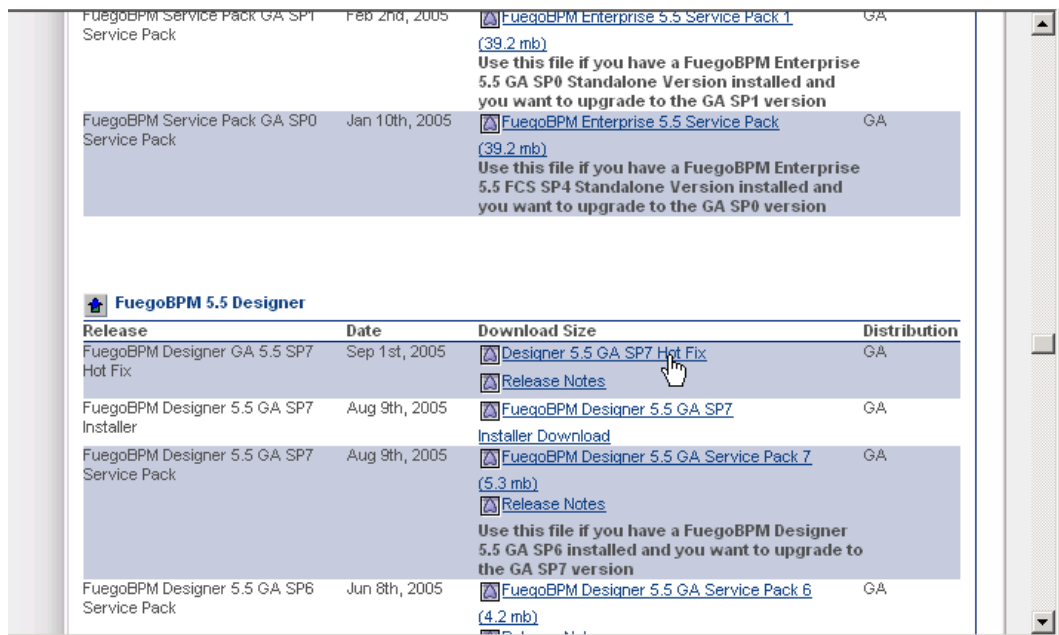 FuegoBPM Service Pack GA SP1 Feb 2nd, 2005 FuegoBPM Enterprise 5.5 Service Pack 1 GA
Service Pack
(39.2 mb)
Use this file if you have a FuegoBPM Enterprise
5.5 GA SP0 Standalone Version installed and
you want to upgrade to the GA SP1 version
FuegoBPM Service Pack GA SP0 Jan 10th, 2005 FuegoBPM Enterprise 5.5 Service Pack GA
Service Pack
(39.2 mb)
Use this file if you have a FuegoBPM Enterprise
5.5 FCS SP4 Standalone Version installed and
you want to upgrade to the GA SP0 version
FuegoBPM 5.5 Designer
Release Date Download Size Distribution
FuegoBPM Designer GA 5.5 SP7 Sep 1st, 2005 Designer 5.5 GA SP7 Hot Fix GA
Hot Fix
Release Notes
FuegoBPM Designer 5.5 GA SP7 Aug 9th, 2005 FuegoBPM Designer 5.5 GA SP7 GA
Installer
Installer Download
FuegoBPM Designer 5.5 GA SP7 Aug 9th, 2005 FuegoBPM Designer 5.5 GA Service Pack 7 GA
Service Pack
(5.3 mb)
Release Notes
Use this file if you have a FuegoBPM Designer
5.5 GA SP6 installed and you want to upgrade to
the GA SP7 version
FuegoBPM Designer 5.5 GA SP6 Jun 8th, 2005 FuegoBPM Designer 5.5 GA Service Pack 6 GA
Service Pack
(4.2 mb)